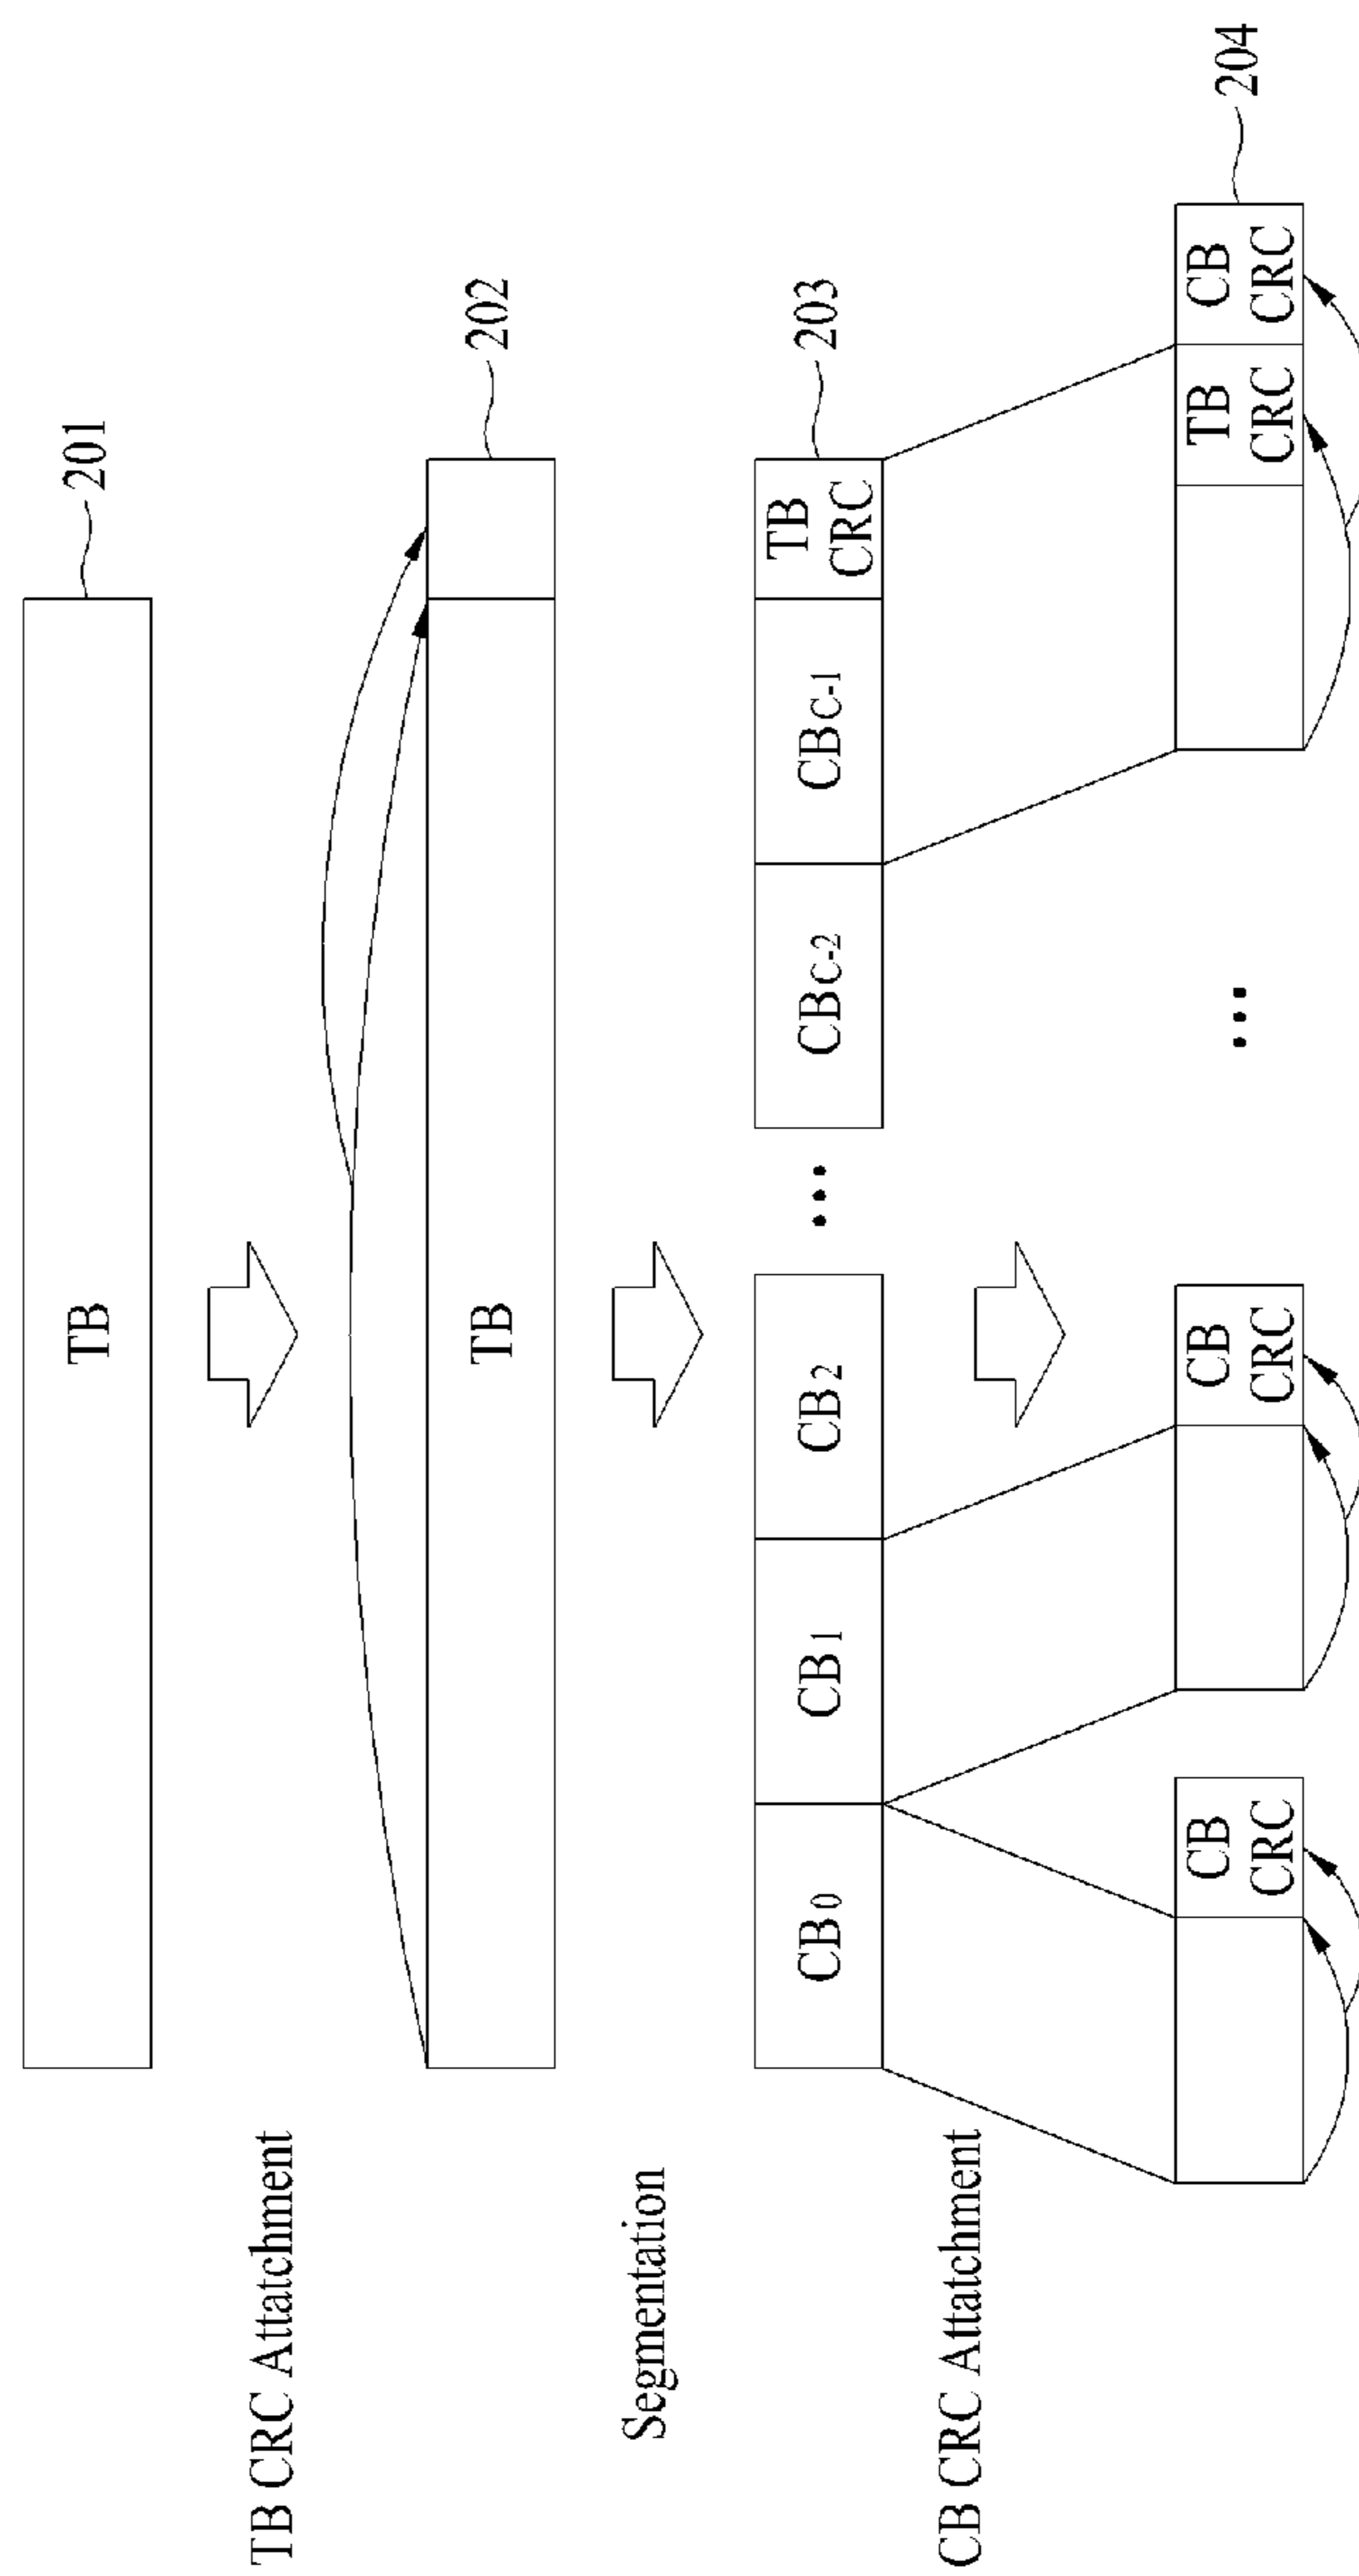 TB
201
TB CRC Attatchment
TB
202
Segmentation
CB0
CB1
CB2
...
CBC-2
CBC-1
TB
CRC
203
CB CRC Attatchment
CB
CRC
CB
CRC
...
TB
CRC
CB
CRC
204